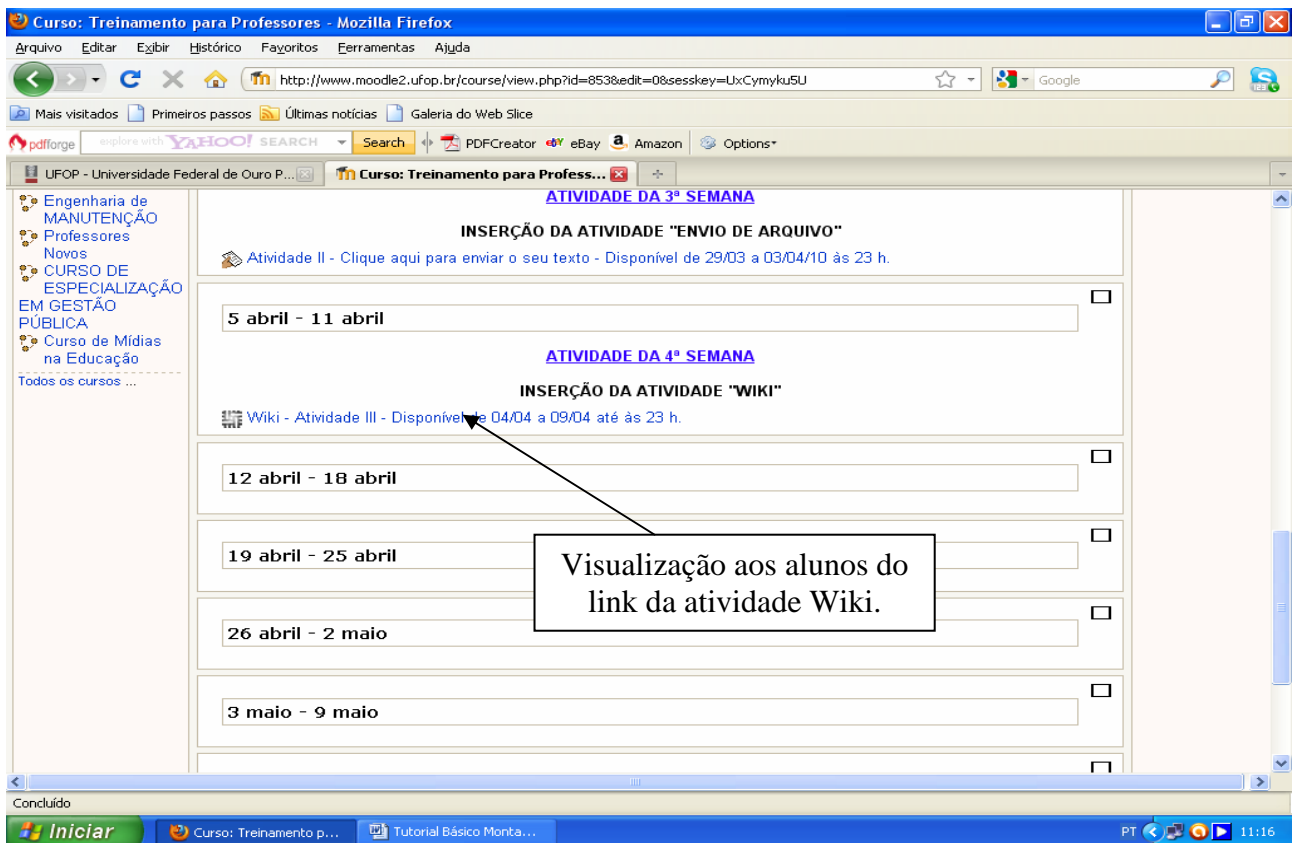 Curso: Treinamento para Professores - Mozilla Firefox
Arquivo Editar Exibir Histórico Favoritos Ferramentas Ajuda
http://www.moodle2.ufop.br/course/view.php?id=853&edit=0&sesskey=UxCymyku5U
Google
Mais visitados Primeiros passos Últimas notícias Galeria do Web Slice
pdfforge explore with YAHOO! SEARCH Search PDFCreator eBay Amazon Options
UFOP - Universidade Federal de Ouro P... Curso: Treinamento para Profess...
Engenharia de
MANUTENÇÃO
Professores
Novos
CURSO DE
ESPECIALIZAÇÃO
EM GESTÃO
PÚBLICA
Curso de Mídias
na Educação
Todos os cursos ...
ATIVIDADE DA 3ª SEMANA
INSERÇÃO DA ATIVIDADE "ENVIO DE ARQUIVO"
Atividade II - Clique aqui para enviar o seu texto - Disponível de 29/03 a 03/04/10 às 23 h.
5 abril - 11 abril
ATIVIDADE DA 4ª SEMANA
INSERÇÃO DA ATIVIDADE "WIKI"
Wiki - Atividade III - Disponível de 04/04 a 09/04 até às 23 h.
12 abril - 18 abril
19 abril - 25 abril
Visualização aos alunos do
link da atividade Wiki.
26 abril - 2 maio
3 maio - 9 maio
Concluído
Iniciar Curso: Treinamento p... Tutorial Básico Monta... PT 11:16